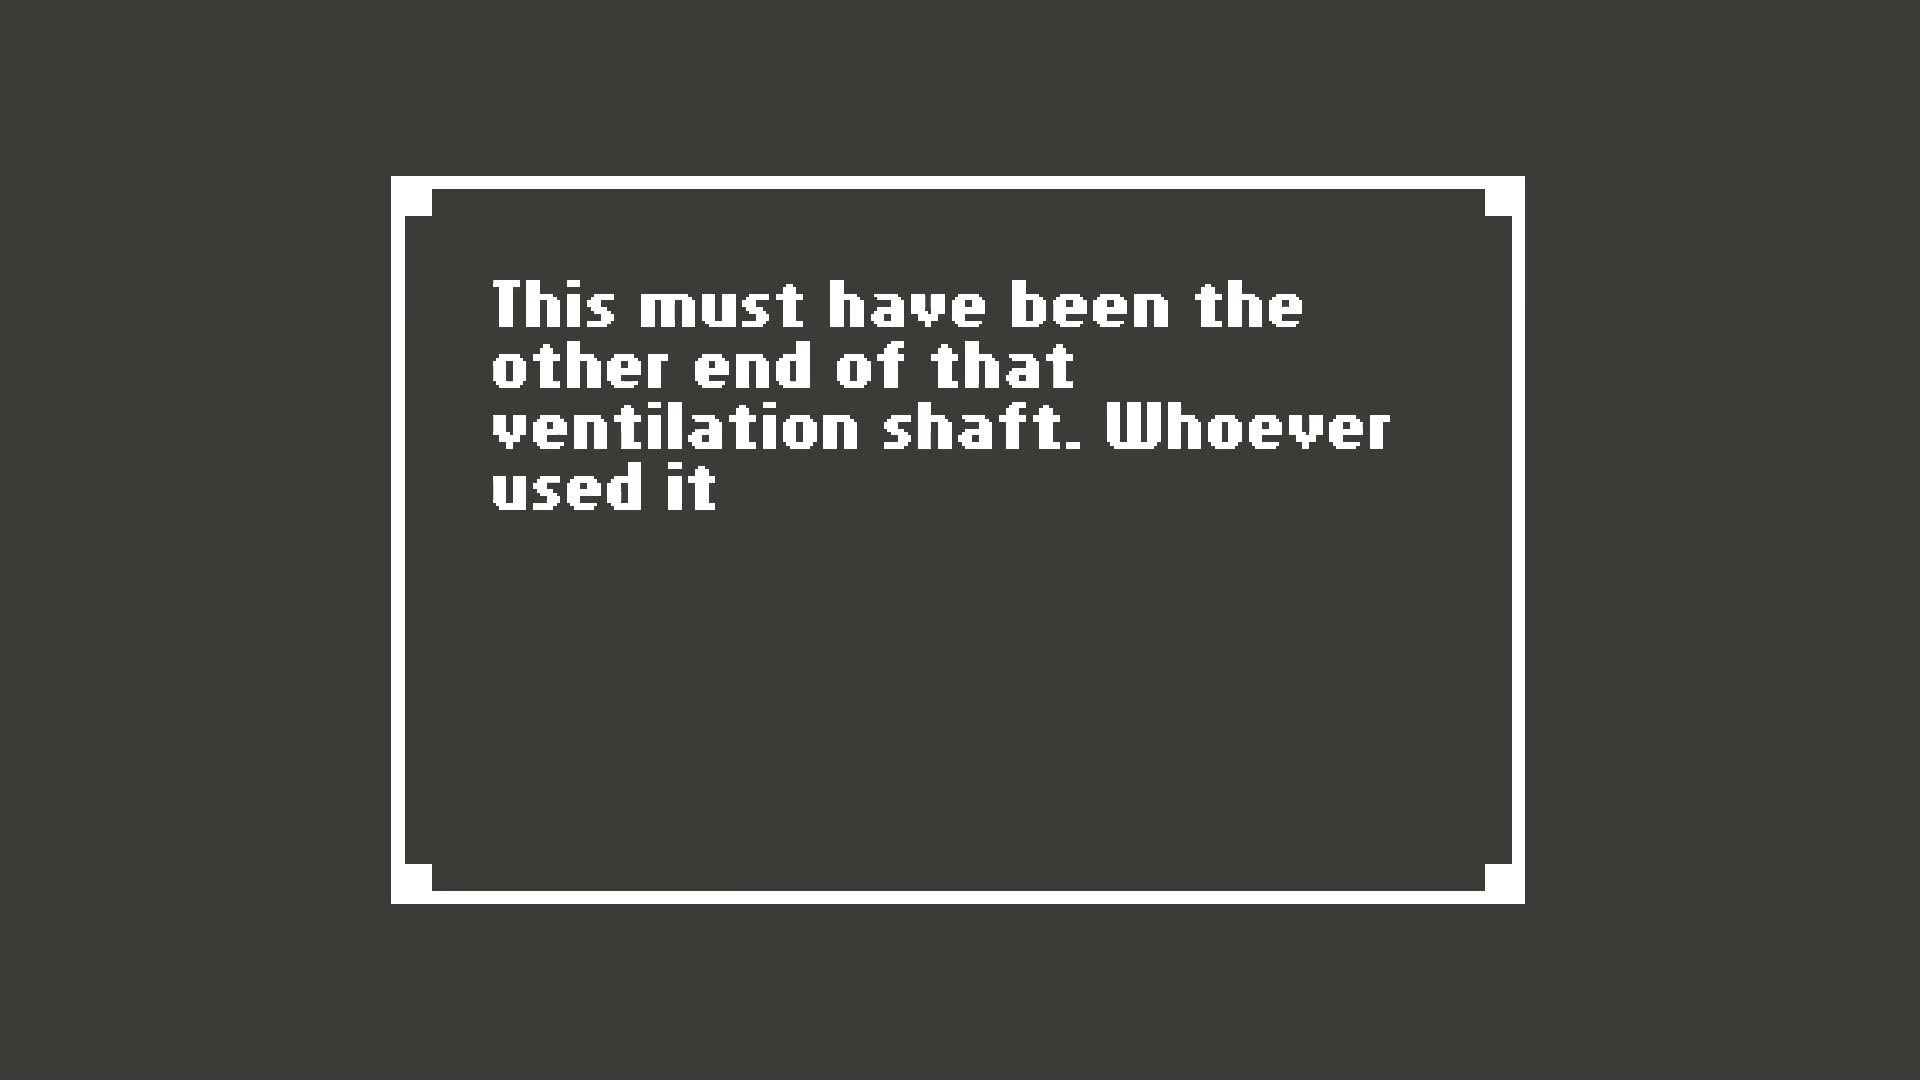 This must have been the
other end of that
ventilation shaft. Whoever
used it